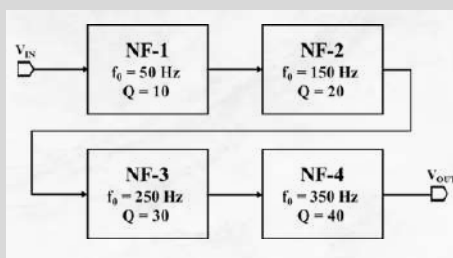 V_IN
NF-1
f₀ = 50 Hz
Q = 10
NF-2
f₀ = 150 Hz
Q = 20
NF-3
f₀ = 250 Hz
Q = 30
NF-4
f₀ = 350 Hz
Q = 40
V_OUT